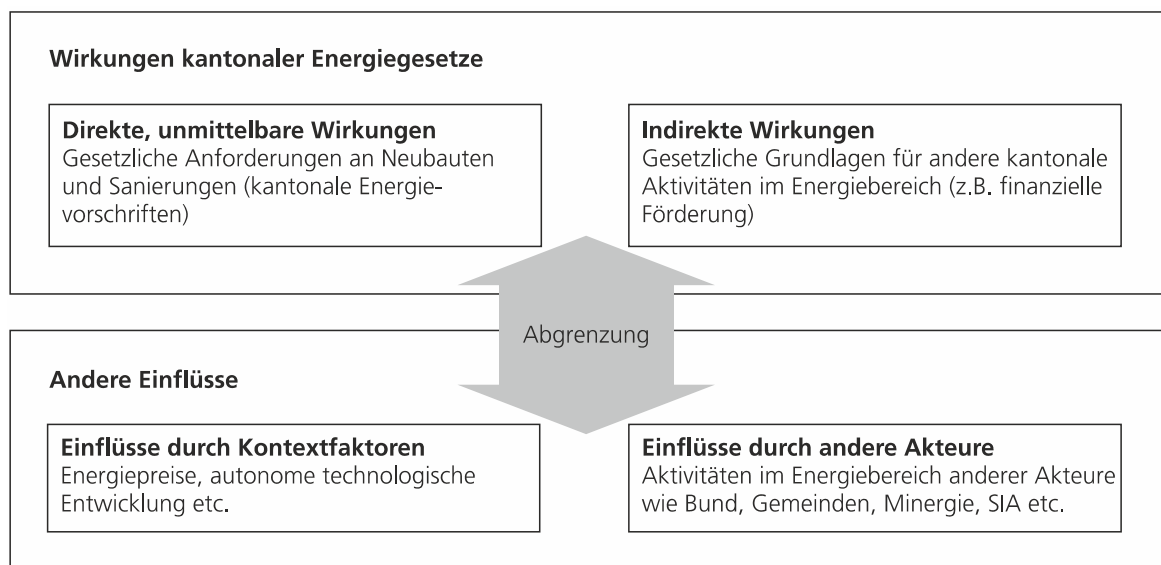 Wirkungen kantonaler Energiegesetze
Direkte, unmittelbare Wirkungen
Gesetzliche Anforderungen an Neubauten
und Sanierungen (kantonale Energie-
vorschriften)
Indirekte Wirkungen
Gesetzliche Grundlagen für andere kantonale
Aktivitäten im Energiebereich (z.B. finanzielle
Förderung)
Abgrenzung
Andere Einflüsse
Einflüsse durch Kontextfaktoren
Energiepreise, autonome technologische
Entwicklung etc.
Einflüsse durch andere Akteure
Aktivitäten im Energiebereich anderer Akteure
wie Bund, Gemeinden, Minergie, SIA etc.